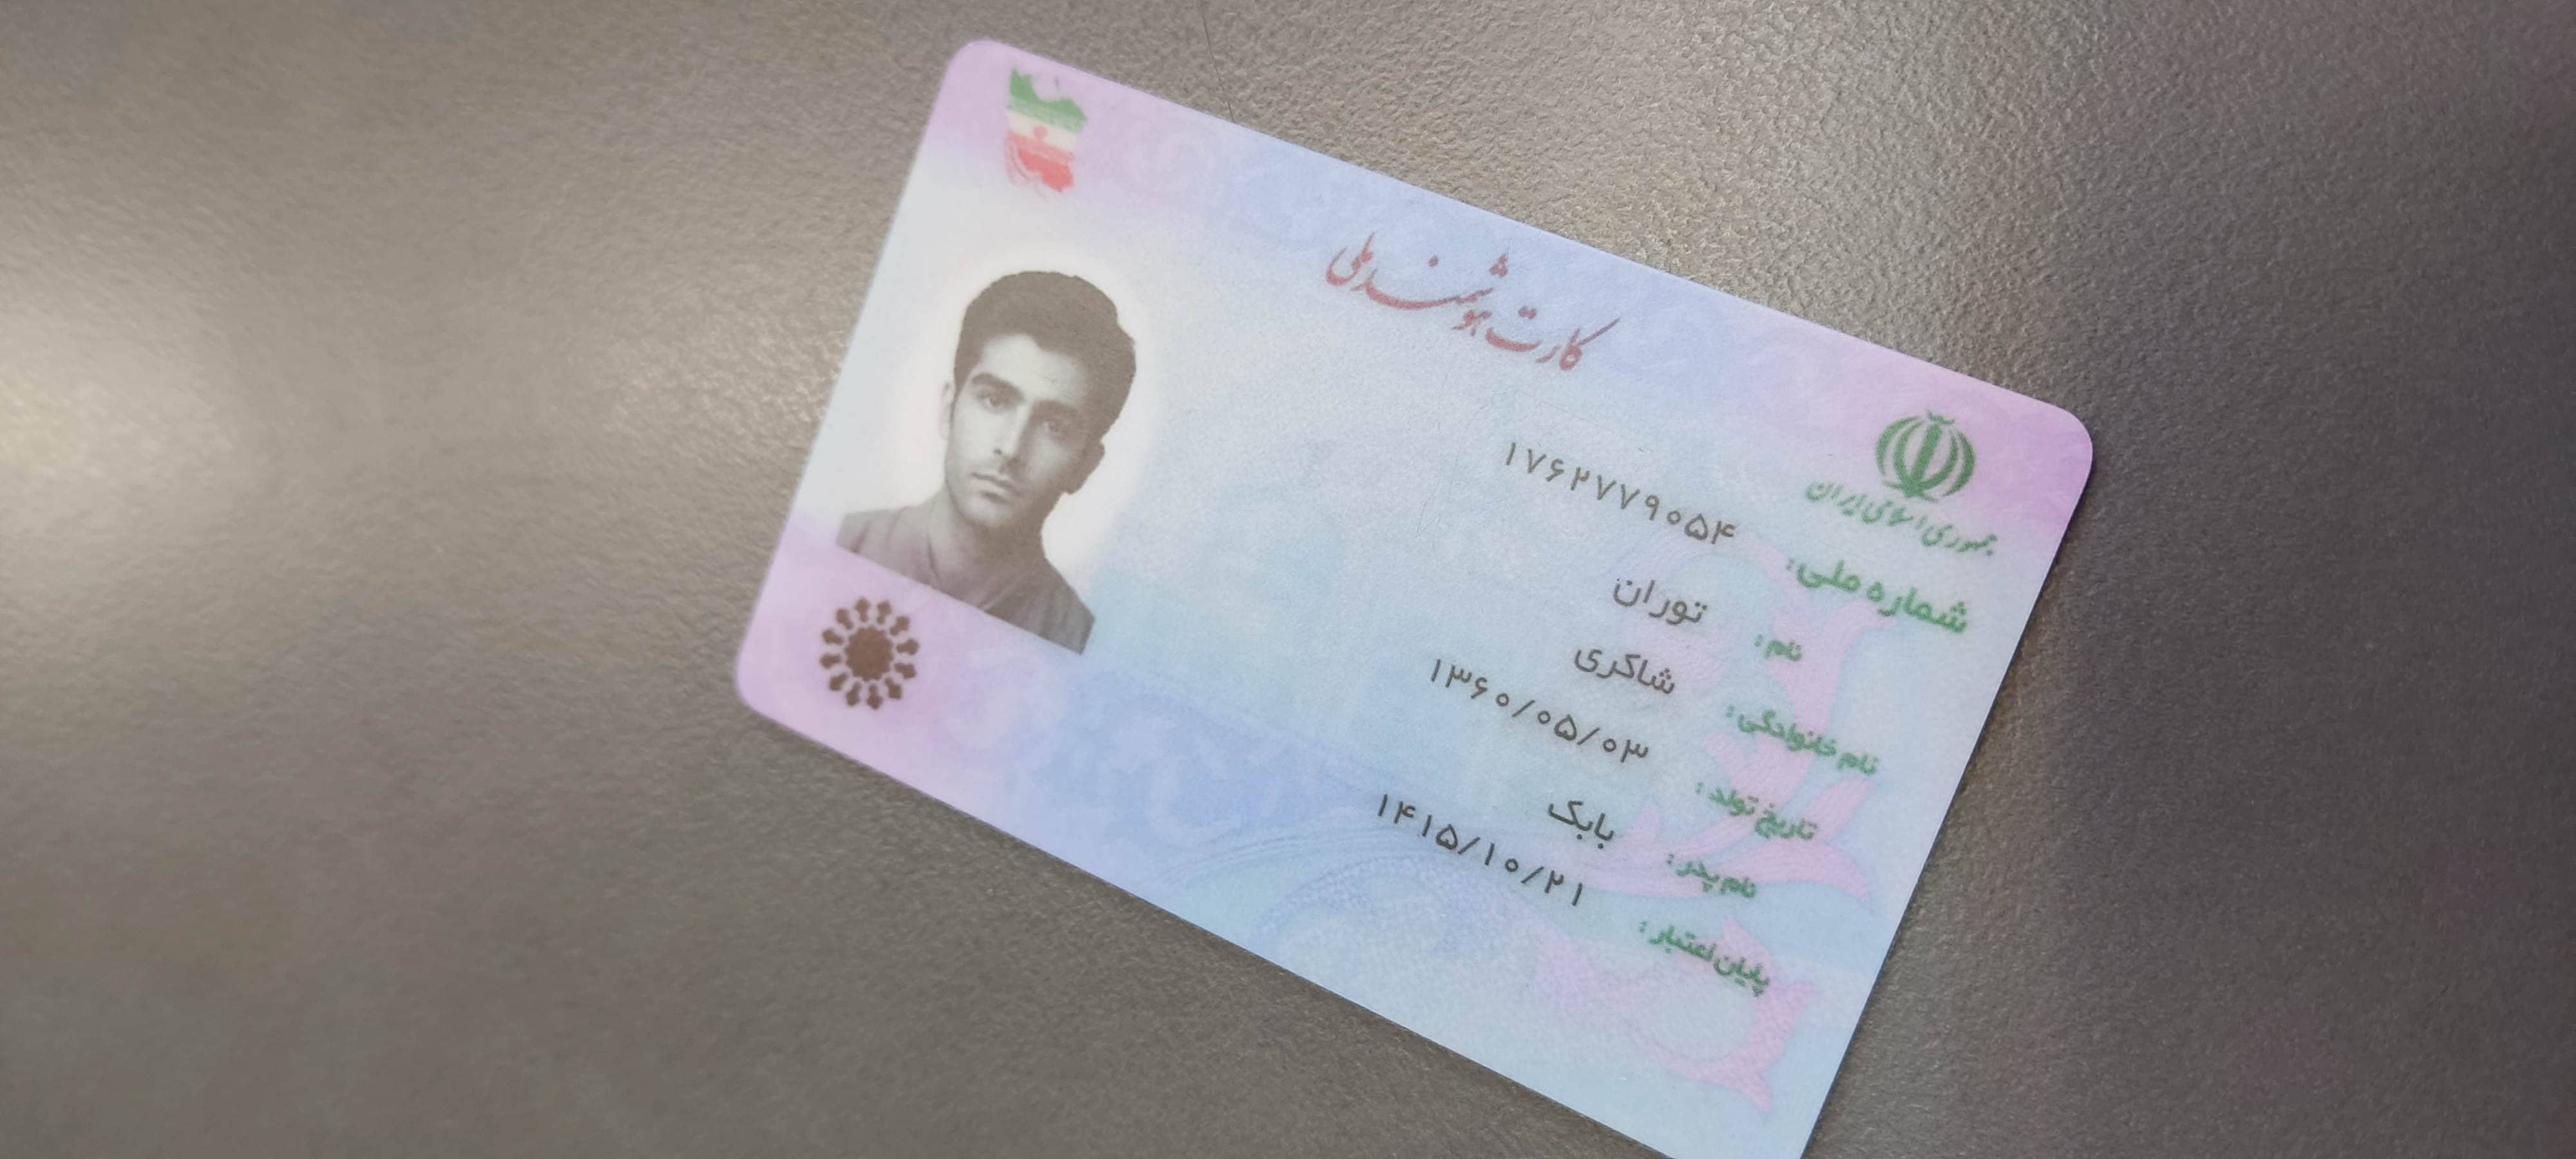 کارت هوشمند ملی
جمهوری اسلامی ایران
شماره ملی: ۱۷۶۲۷۷۹۰۵۴
نام: توران
نام خانوادگی: شاکری
تاریخ تولد: ۱۳۶۰/۰۵/۰۳
نام پدر: بابک
پایان اعتبار: ۱۴۱۵/۱۰/۲۱